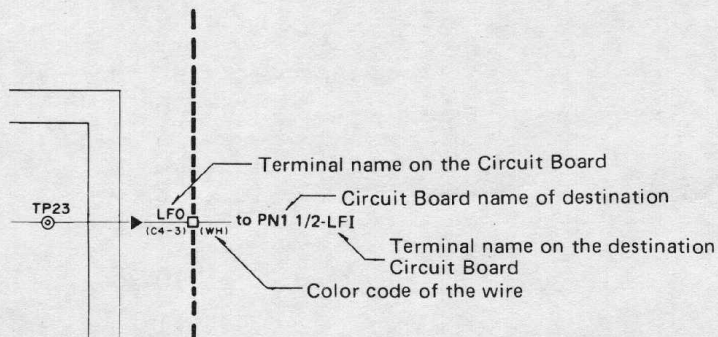 Terminal name on the Circuit Board
Circuit Board name of destination
TP23
LFO
to PN1 1/2-LFI
(C4-3)
(WH)
Terminal name on the destination
Circuit Board
Color code of the wire